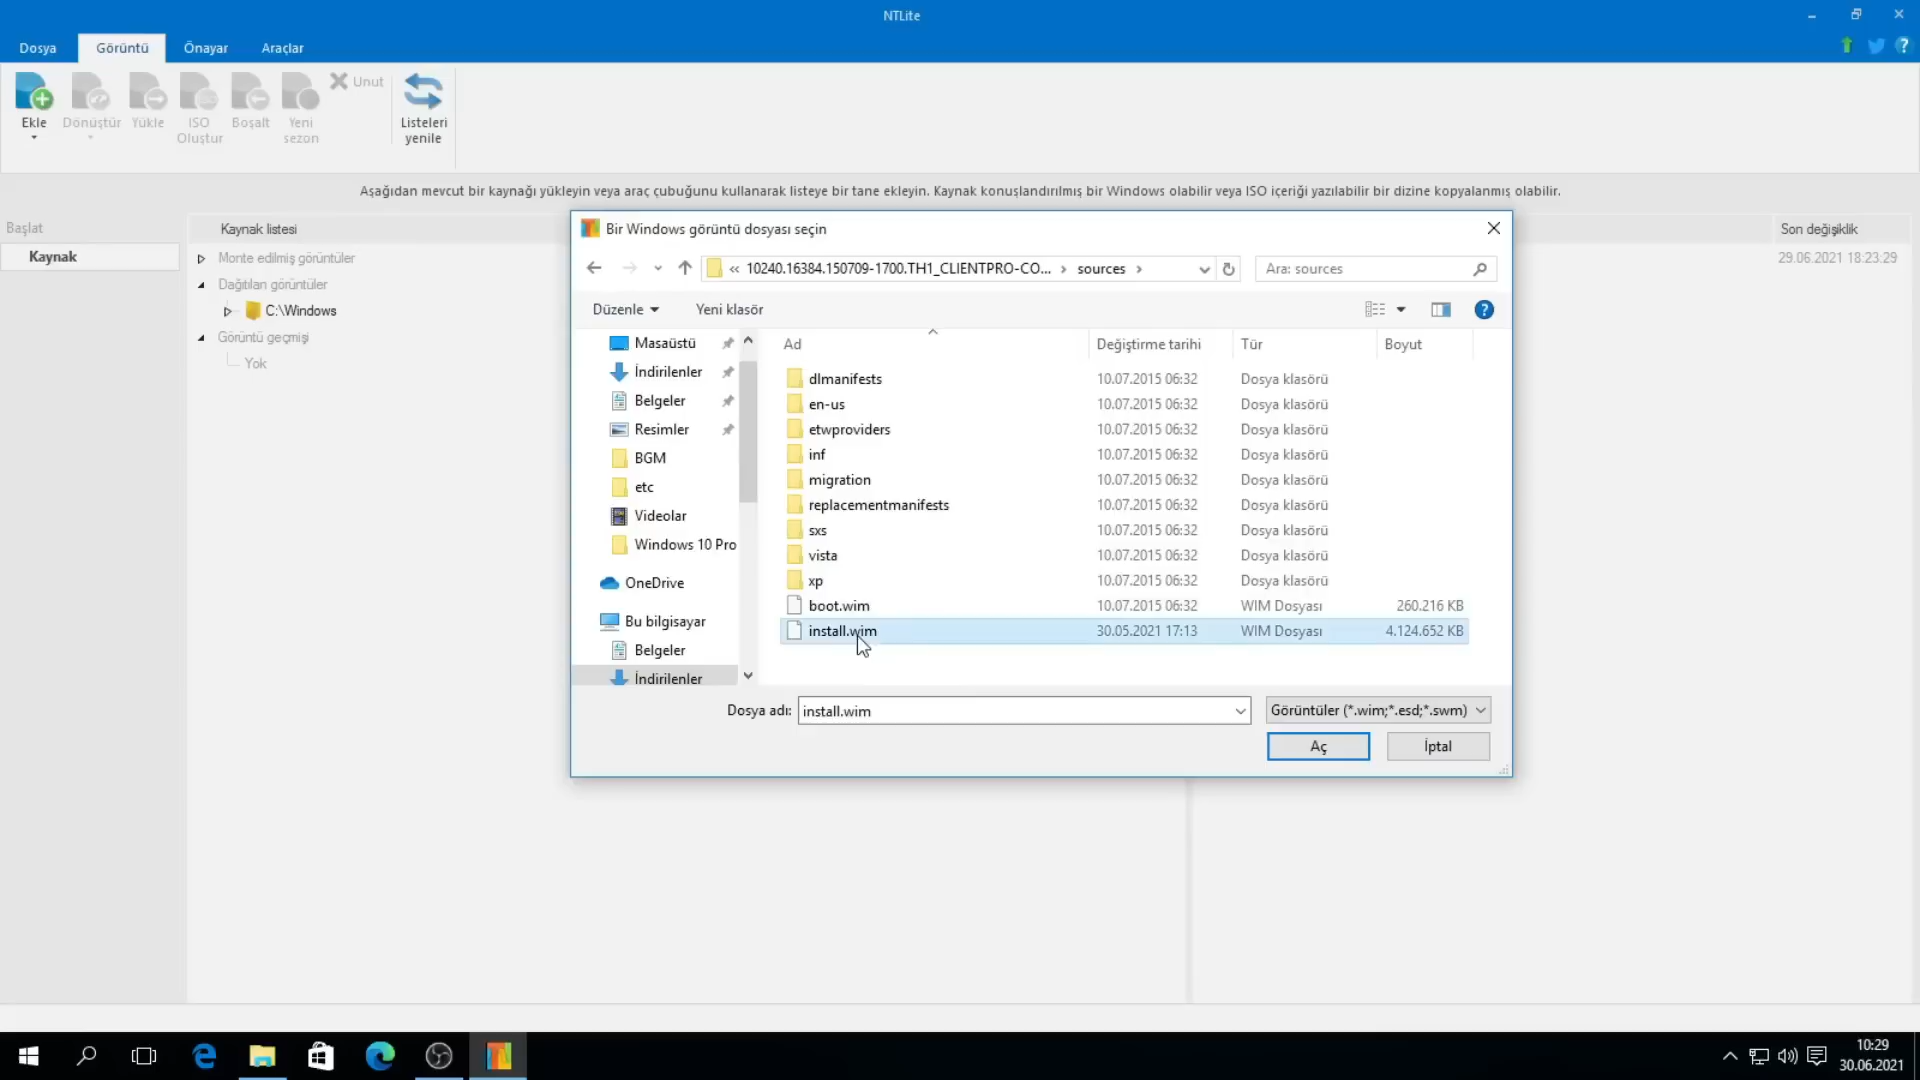 NTLite
Dosya
Görüntü
Önayar
Araçlar
Ekle
Dönüştür
Yükle
ISO
Oluştur
Boşalt
Yeni
sezon
Unut
Listeleri
yenile
Aşağıdan mevcut bir kaynağı yükleyin veya araç çubuğunu kullanarak listeye bir tane ekleyin. Kaynak konuşlandırılmış bir Windows olabilir veya ISO içeriği yazılabilir bir dizine kopyalanmış olabilir.
Başlat
Kaynak
Kaynak listesi
Monte edilmiş görüntüler
Dağıtılan görüntüler
C:\Windows
Görüntü geçmişi
Yok
Son değişiklik
29.06.2021 18:23.29
Bir Windows görüntü dosyası seçin
« 10240.16384.150709-1700.TH1_CLIENTPRO-CO... › sources ›
Ara: sources
Düzenle
Yeni klasör
Masaüstü
İndirilenler
Belgeler
Resimler
BGM
etc
Videolar
Windows 10 Pro
OneDrive
Bu bilgisayar
Belgeler
İndirilenler
Ad Değiştirme tarihi Tür Boyut
dlmanifests 10.07.2015 06:32 Dosya klasörü
en-us 10.07.2015 06:32 Dosya klasörü
etwproviders 10.07.2015 06:32 Dosya klasörü
inf 10.07.2015 06:32 Dosya klasörü
migration 10.07.2015 06:32 Dosya klasörü
replacementmanifests 10.07.2015 06:32 Dosya klasörü
sxs 10.07.2015 06:32 Dosya klasörü
vista 10.07.2015 06:32 Dosya klasörü
xp 10.07.2015 06:32 Dosya klasörü
boot.wim 10.07.2015 06:32 WIM Dosyası 260.216 KB
install.wim 30.05.2021 17:13 WIM Dosyası 4.124.652 KB
Dosya adı: install.wim
Görüntüler (*.wim;*.esd;*.swm)
Aç
İptal
10:29
30.06.2021